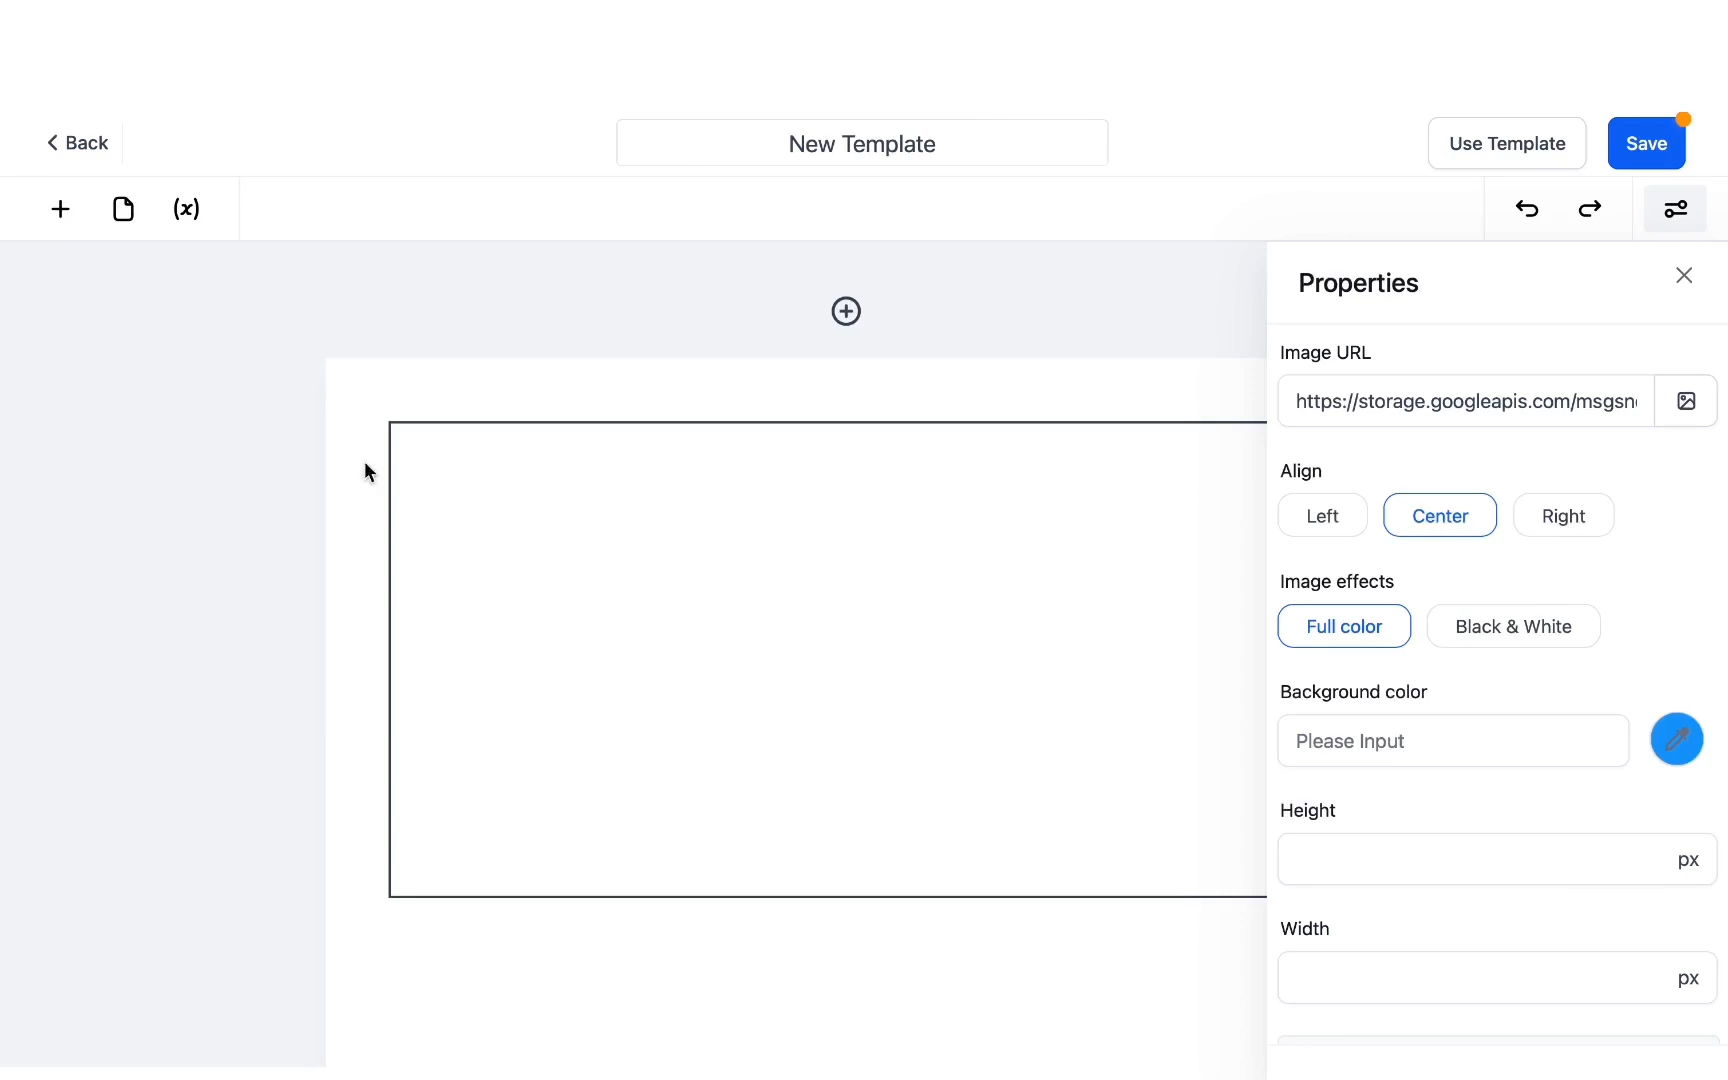 Back
New Template
Use Template
Save
(x)
Properties
Image URL
https://storage.googleapis.com/msgsn
Align
Left
Center
Right
Image effects
Full color
Black & White
Background color
Please Input
Height
px
Width
px